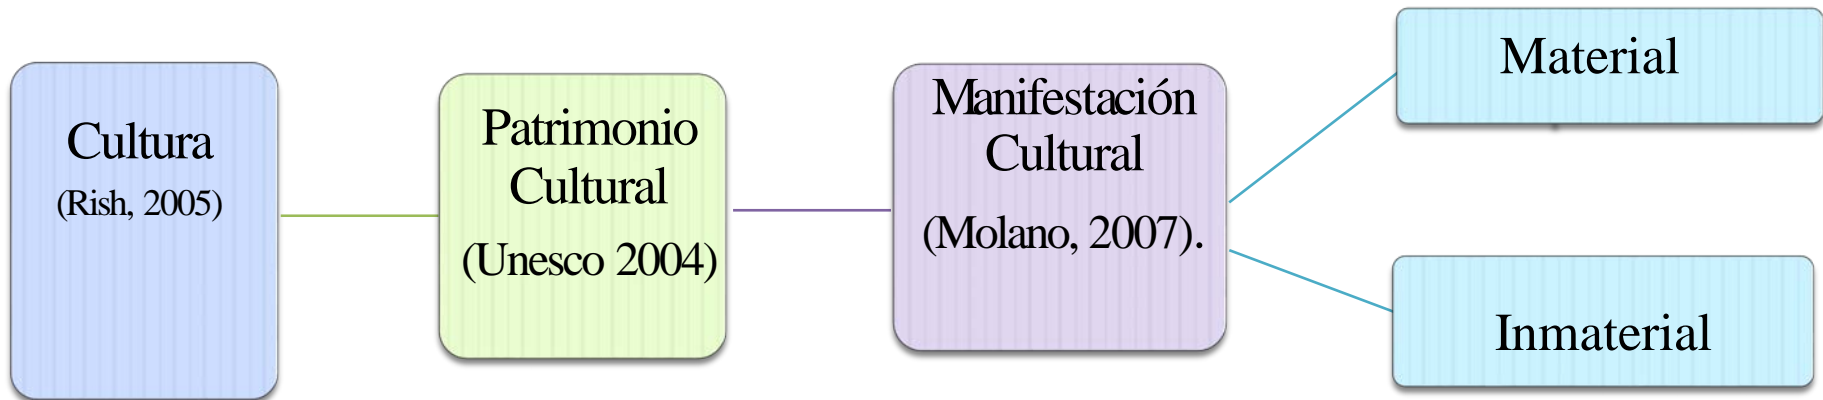 Cultura
(Rish, 2005)
Patrimonio
Cultural
(Unesco 2004)
Manifestación
Cultural
(Molano, 2007).
Material
Inmaterial